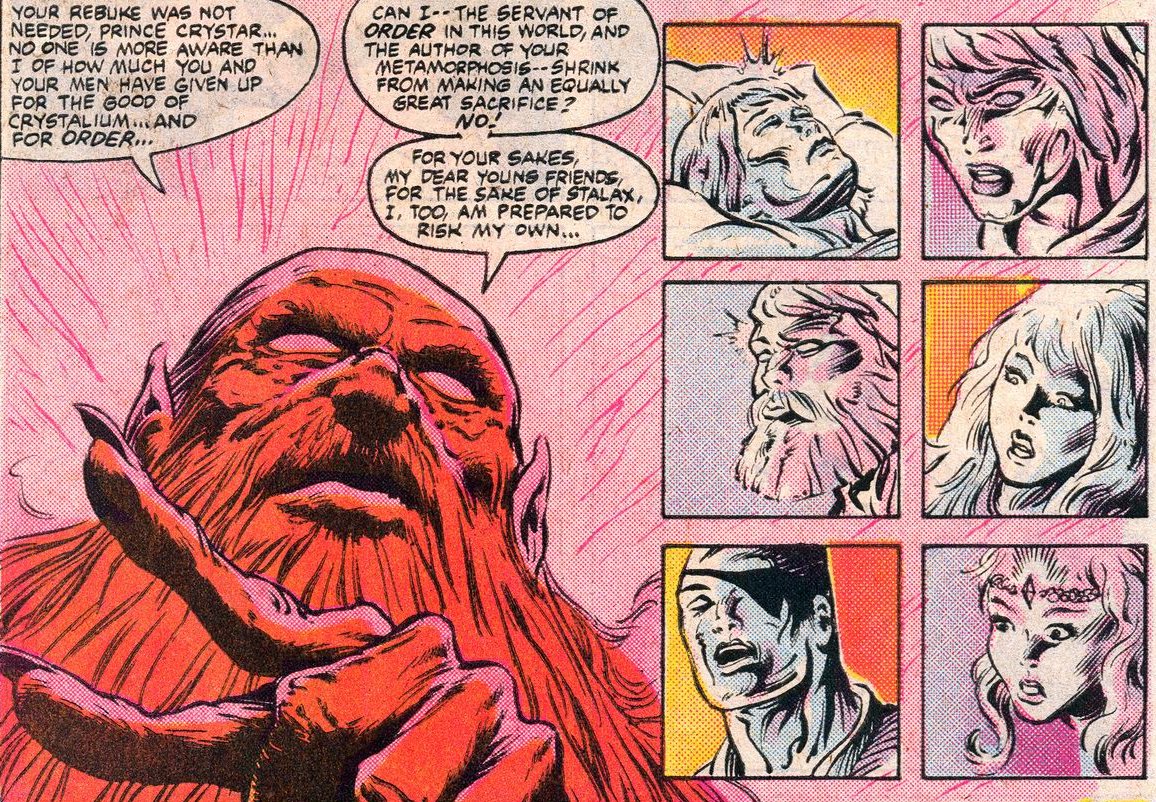 YOUR REBUKE WAS NOT
NEEDED, PRINCE CRYSTAR...
NO ONE IS MORE AWARE THAN
I OF HOW MUCH YOU AND
YOUR MEN HAVE GIVEN UP
FOR THE GOOD OF
CRYSTALIUM...AND
FOR ORDER...
CAN I--THE SERVANT OF
ORDER IN THIS WORLD, AND
THE AUTHOR OF YOUR
METAMORPHOSIS--SHRINK
FROM MAKING AN EQUALLY
GREAT SACRIFICE?
NO!
FOR YOUR SAKES,
MY DEAR YOUNG FRIENDS,
FOR THE SAKE OF STALAX,
I, TOO, AM PREPARED TO
RISK MY OWN...